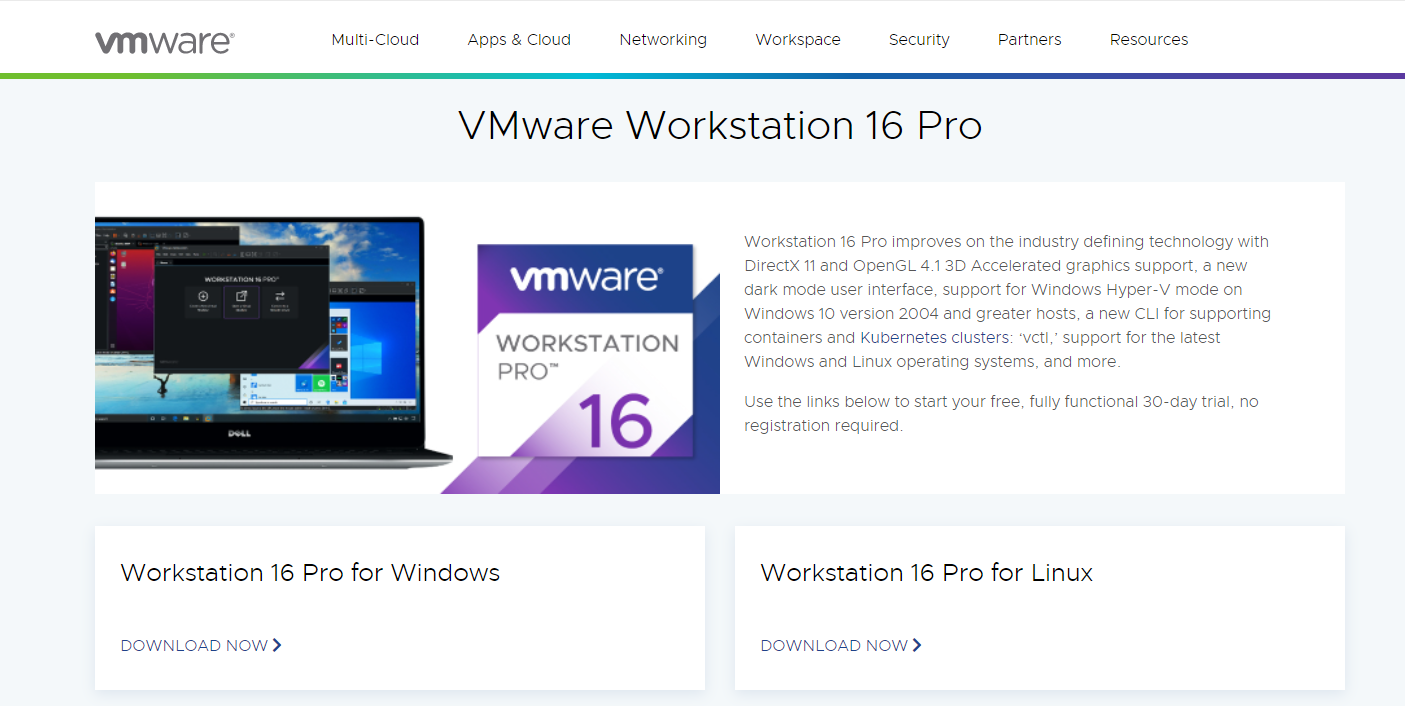 vmware®
Multi-Cloud
Apps & Cloud
Networking
Workspace
Security
Partners
Resources
VMware Workstation 16 Pro
WORKSTATION 16 PRO™
DELL
vmware®
WORKSTATION
PRO™
16
Workstation 16 Pro improves on the industry defining technology with
DirectX 11 and OpenGL 4.1 3D Accelerated graphics support, a new
dark mode user interface, support for Windows Hyper-V mode on
Windows 10 version 2004 and greater hosts, a new CLI for supporting
containers and Kubernetes clusters: ‘vctl,’ support for the latest
Windows and Linux operating systems, and more.
Use the links below to start your free, fully functional 30-day trial, no
registration required.
Workstation 16 Pro for Windows
DOWNLOAD NOW
Workstation 16 Pro for Linux
DOWNLOAD NOW